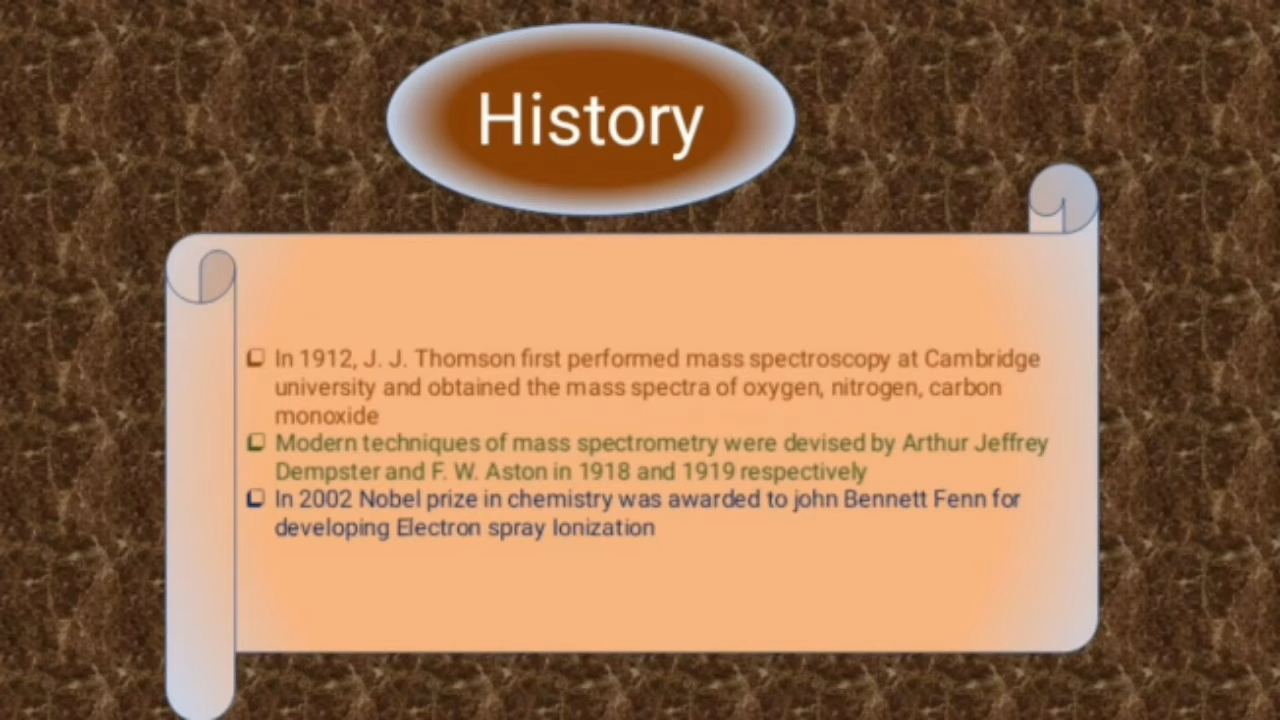 History
In 1912, J. J. Thomson first performed mass spectroscopy at Cambridge
university and obtained the mass spectra of oxygen, nitrogen, carbon
monoxide
Modern techniques of mass spectrometry were devised by Arthur Jeffrey
Dempster and F. W. Aston in 1918 and 1919 respectively
In 2002 Nobel prize in chemistry was awarded to john Bennett Fenn for
developing Electron spray Ionization